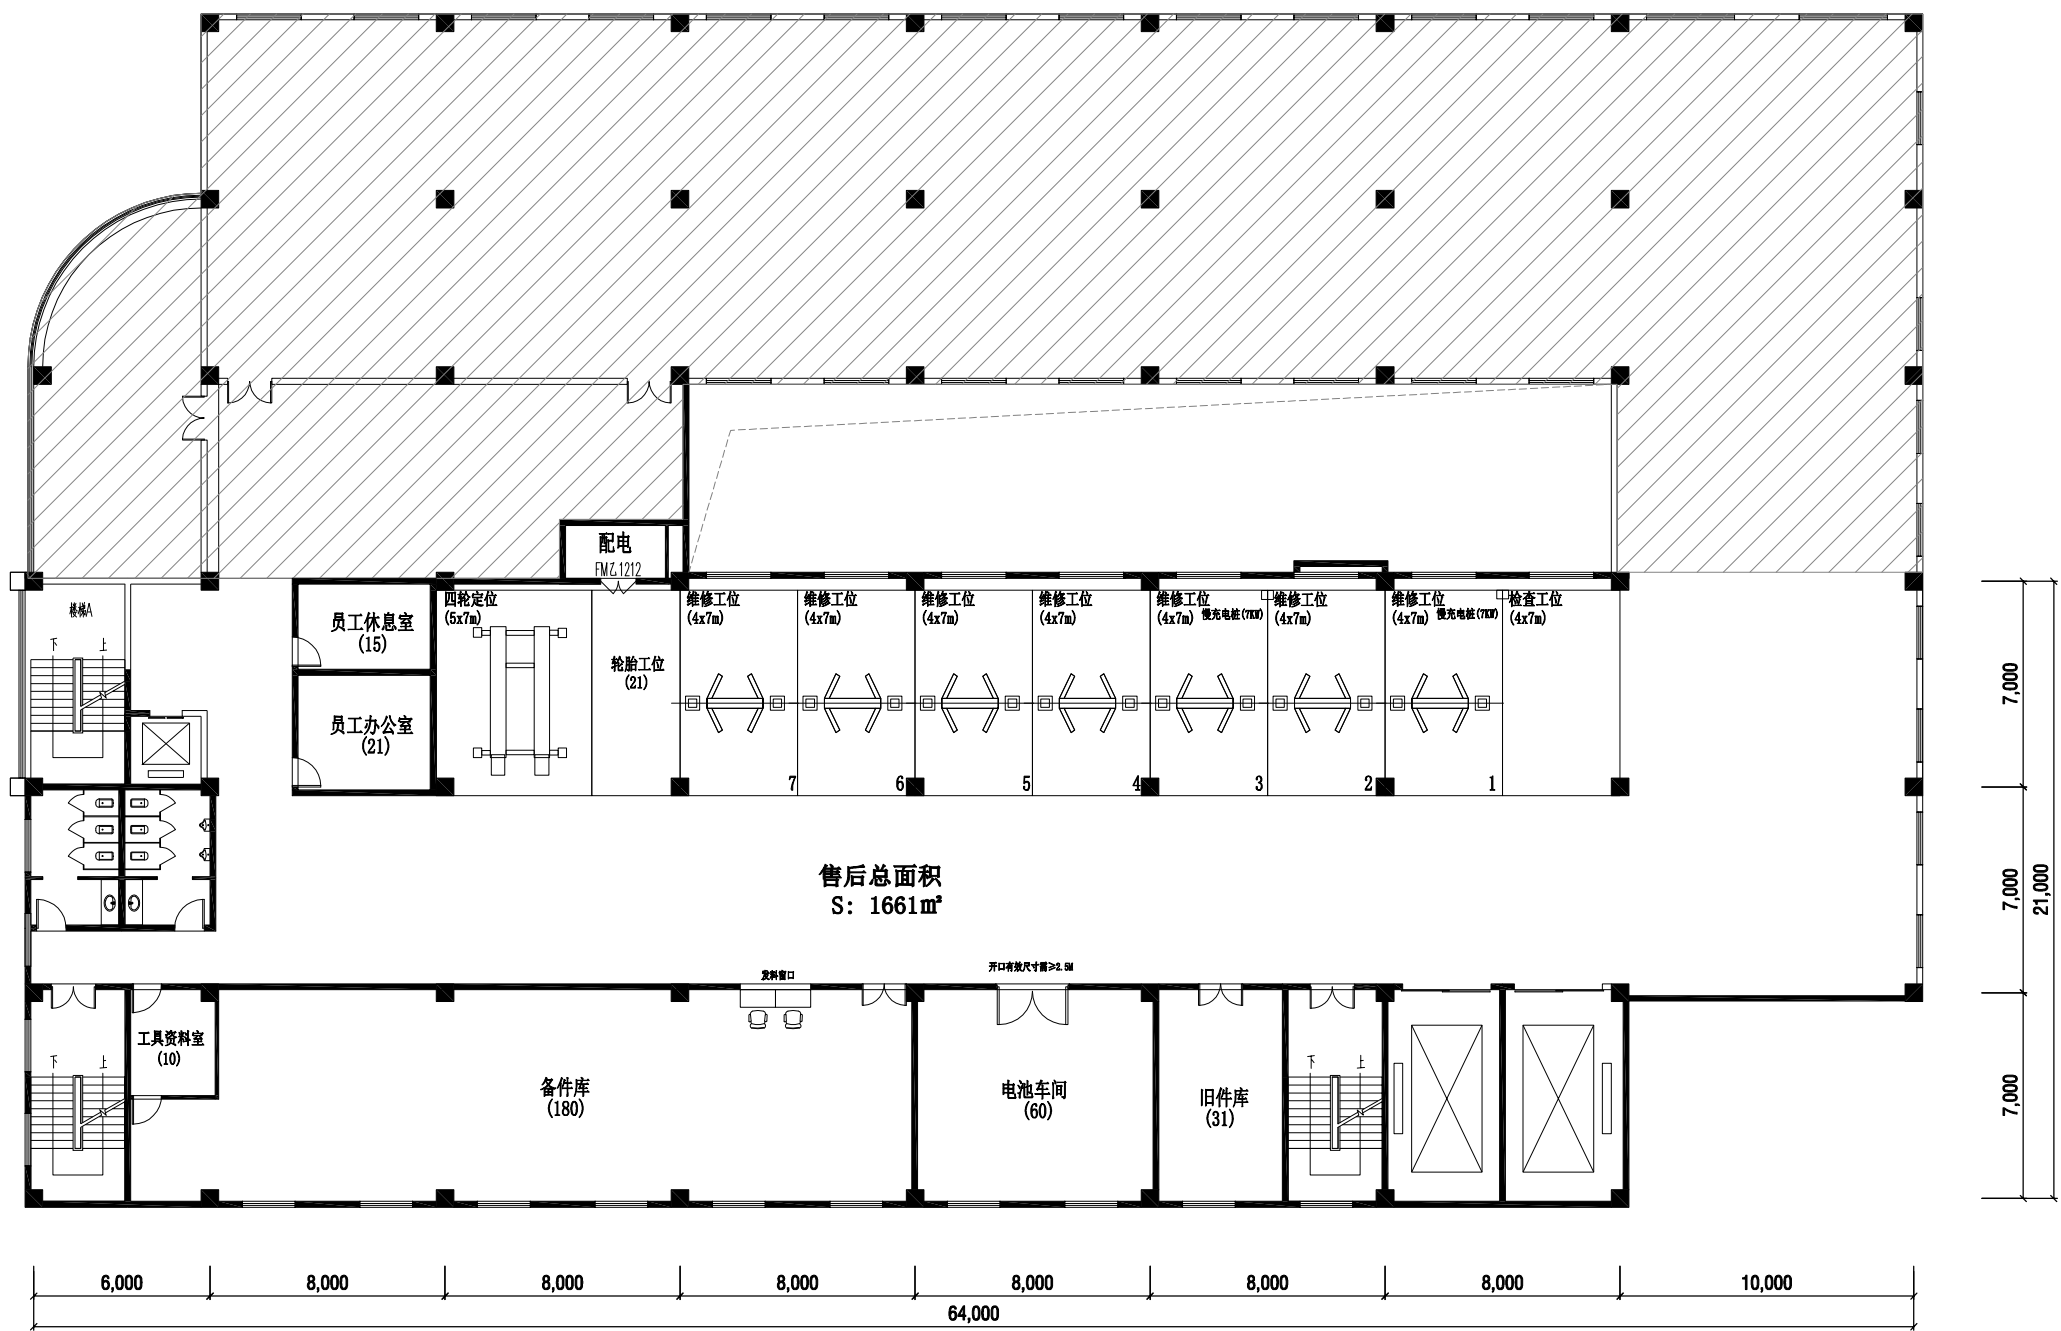 配电
FM乙1212
楼梯A
下
上
员工休息室
(15)
员工办公室
(21)
四轮定位
(5x7m)
轮胎工位
(21)
维修工位
(4x7m)
7
维修工位
(4x7m)
6
维修工位
(4x7m)
5
维修工位
(4x7m)
4
维修工位
(4x7m)
慢充电桩(7KW)
3
维修工位
(4x7m)
2
维修工位
(4x7m)
慢充电桩(7KW)
1
检查工位
(4x7m)
售后总面积
S: 1661㎡
发料窗口
开口有效尺寸需≥2.5M
下
上
工具资料室
(10)
备件库
(180)
电池车间
(60)
旧件库
(31)
下
上
7,000
7,000
7,000
21,000
6,000
8,000
8,000
8,000
8,000
8,000
8,000
10,000
64,000